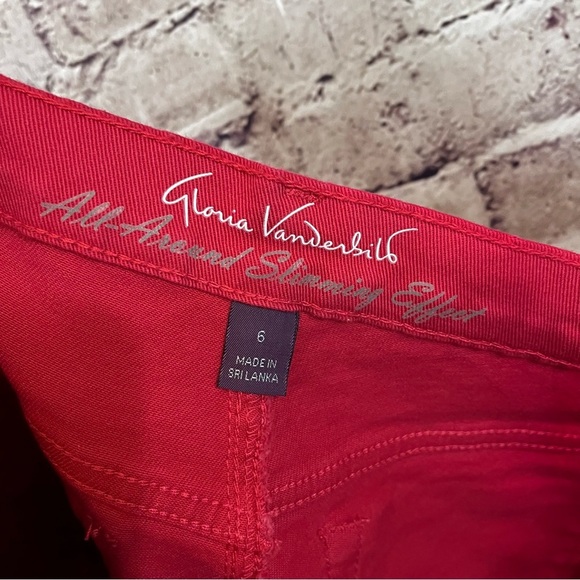 Gloria Vanderbilt
All-Around Slimming Effect
6
MADE IN
SRI LANKA